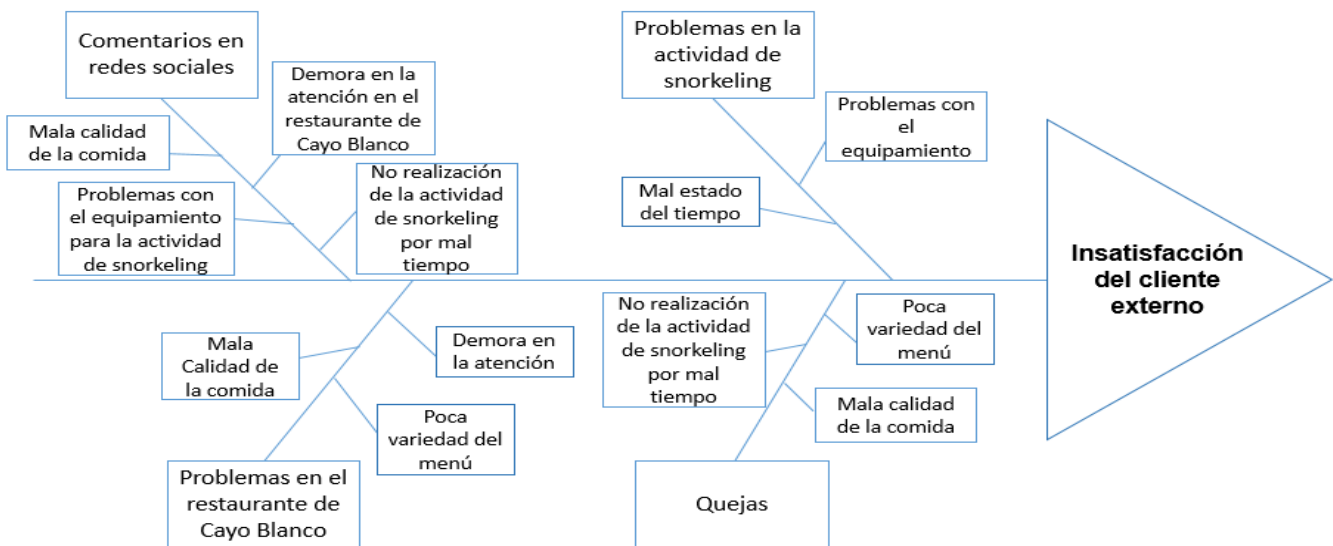 Comentarios en
redes sociales
Demora en la
atención en el
restaurante de
Cayo Blanco
Mala calidad
de la comida
Problemas con
el equipamiento
para la actividad
de snorkeling
No realización
de la actividad
de snorkeling
por mal
tiempo
Problemas en la
actividad de
snorkeling
Problemas con
el
equipamiento
Mal estado
del tiempo
Insatisfacción
del cliente
externo
Mala
Calidad de
la comida
Demora en
la atención
Poca
variedad del
menú
Problemas en el
restaurante de
Cayo Blanco
No realización
de la actividad
de snorkeling
por mal
tiempo
Poca
variedad del
menú
Mala calidad
de la comida
Quejas